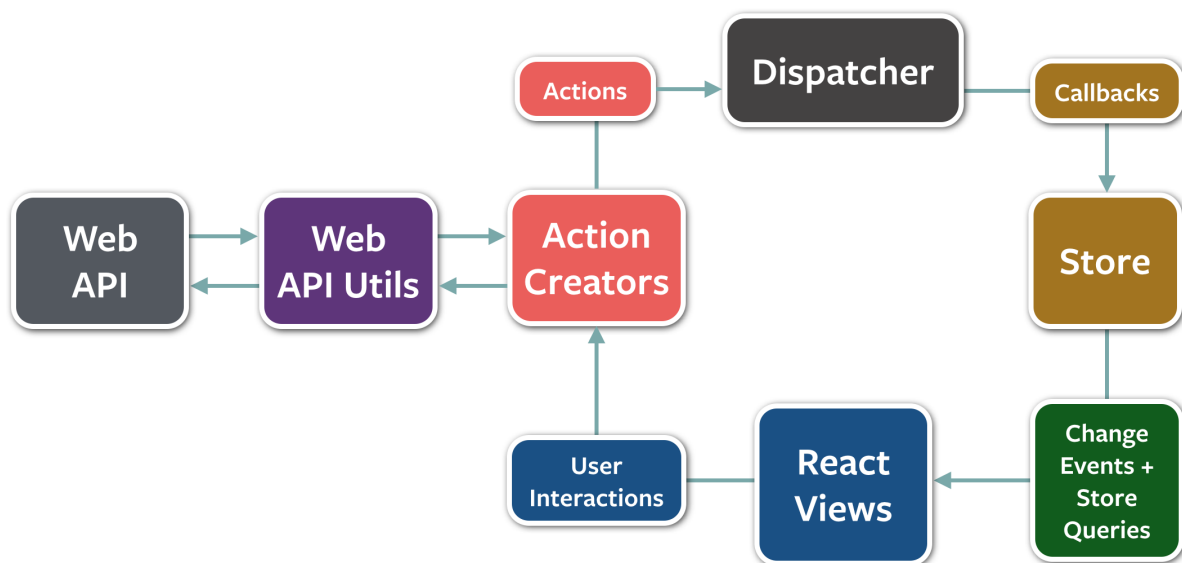 Dispatcher
Actions
Callbacks
Web
API
Web
API Utils
Action
Creators
Store
User
Interactions
React
Views
Change
Events +
Store
Queries